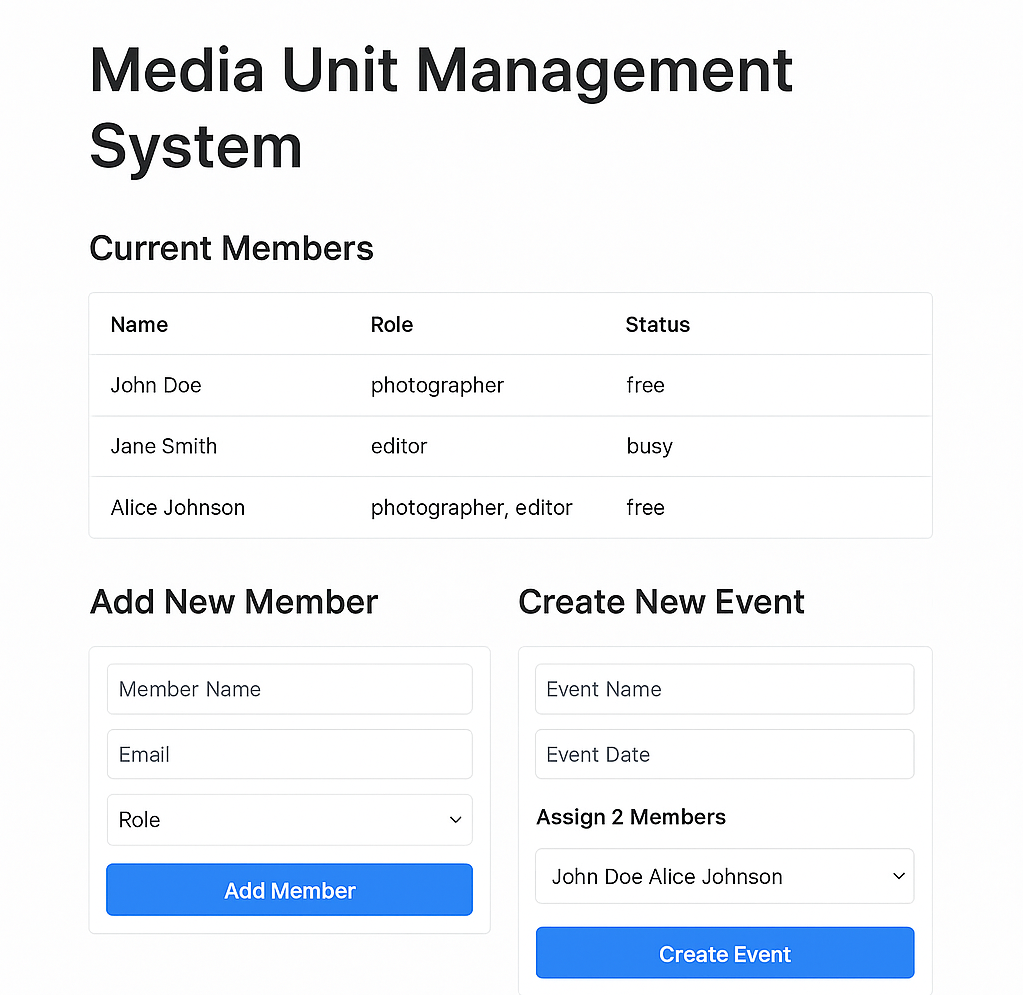 Media Unit Management
System
Current Members
Name Role Status
John Doe photographer free
Jane Smith editor busy
Alice Johnson photographer, editor free
Add New Member
Member Name
Email
Role
Add Member
Create New Event
Event Name
Event Date
Assign 2 Members
John Doe Alice Johnson
Create Event